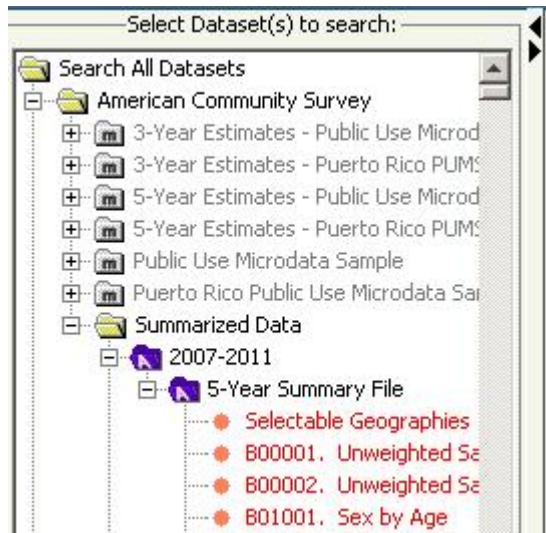 Select Dataset(s) to search:
Search All Datasets
American Community Survey
m 3-Year Estimates - Public Use Microd
m 3-Year Estimates - Puerto Rico PUMS
m 5-Year Estimates - Public Use Microd
m 5-Year Estimates - Puerto Rico PUMS
m Public Use Microdata Sample
m Puerto Rico Public Use Microdata Sa
Summarized Data
2007-2011
5-Year Summary File
Selectable Geographies
B00001. Unweighted Sa
B00002. Unweighted Sa
B01001. Sex by Age